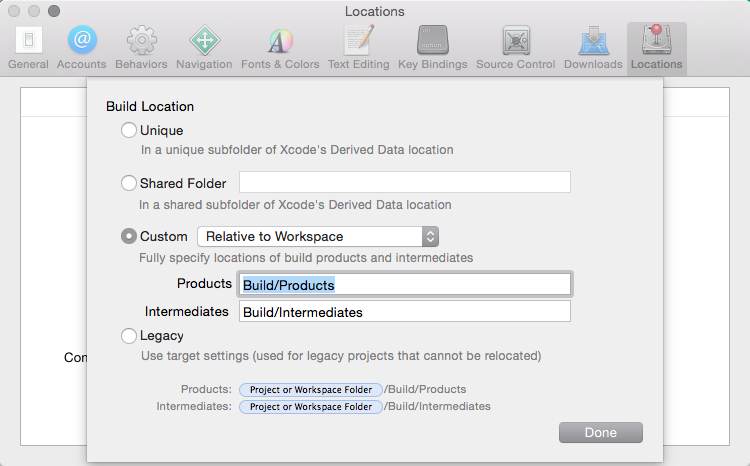 Locations
General Accounts Behaviors Navigation Fonts & Colors Text Editing Key Bindings Source Control Downloads Locations
Build Location
Unique
In a unique subfolder of Xcode's Derived Data location
Shared Folder
In a shared subfolder of Xcode's Derived Data location
Custom Relative to Workspace
Fully specify locations of build products and intermediates
Products Build/Products
Intermediates Build/Intermediates
Legacy
Com
Use target settings (used for legacy projects that cannot be relocated)
Products: Project or Workspace Folder /Build/Products
Intermediates: Project or Workspace Folder /Build/Intermediates
Done